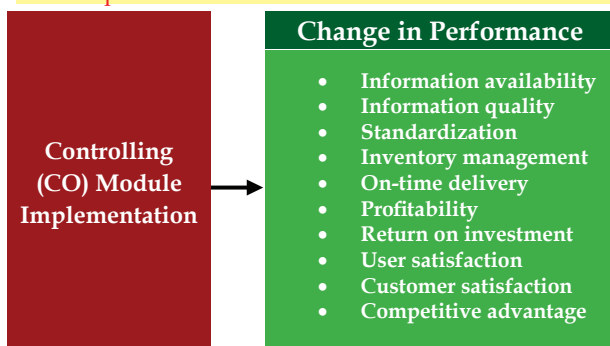 Controlling
(CO) Module
Implementation
Change in Performance
• Information availability
• Information quality
• Standardization
• Inventory management
• On-time delivery
• Profitability
• Return on investment
• User satisfaction
• Customer satisfaction
• Competitive advantage